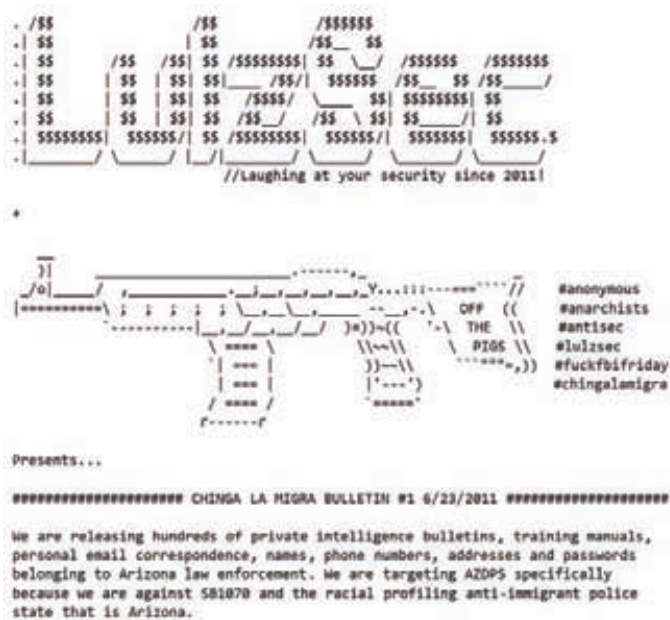 LulzSec
//Laughing at your security since 2011!
+
OFF
THE
PIGS
#anonymous
#anarchists
#antisec
#lulzsec
#fuckfbifriday
#chingalamigra
Presents...
##################### CHINGA LA MIGRA BULLETIN #1 6/23/2011 ####################
We are releasing hundreds of private intelligence bulletins, training manuals,
personal email correspondence, names, phone numbers, addresses and passwords
belonging to Arizona law enforcement. We are targeting AZDPS specifically
because we are against SB1070 and the racial profiling anti-immigrant police
state that is Arizona.